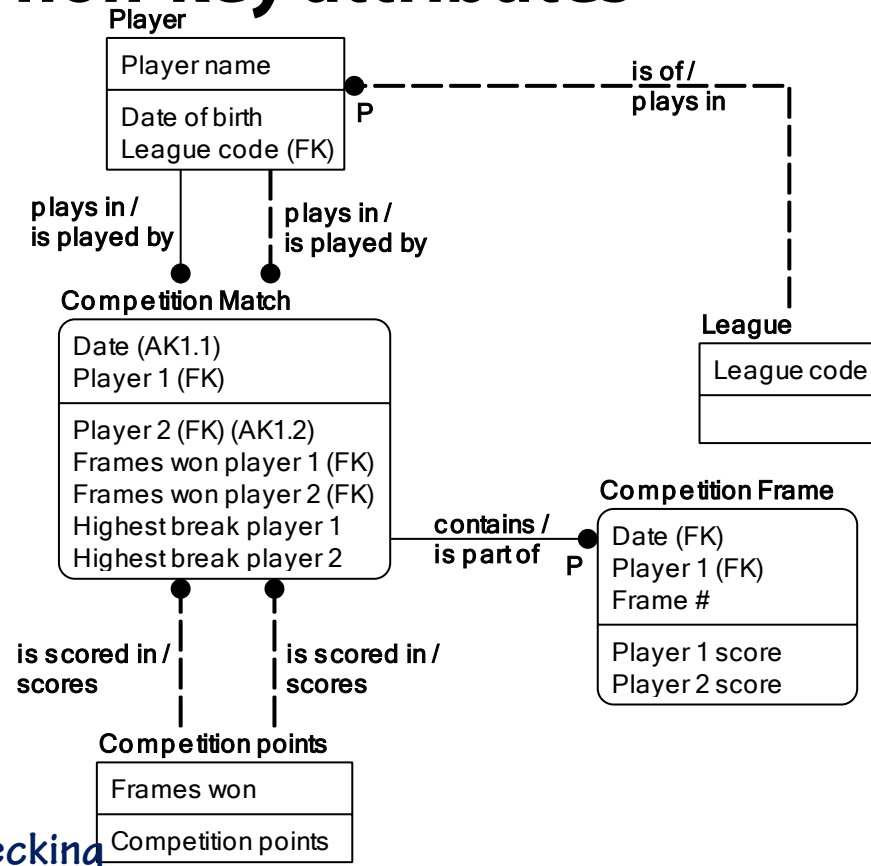 non-key attributes
Player
Player name
Date of birth
League code (FK)
P
is of /
plays in
plays in /
is played by
plays in /
is played by
Competition Match
Date (AK1.1)
Player 1 (FK)
Player 2 (FK) (AK1.2)
Frames won player 1 (FK)
Frames won player 2 (FK)
Highest break player 1
Highest break player 2
League
League code
contains /
is part of
P
Competition Frame
Date (FK)
Player 1 (FK)
Frame #
Player 1 score
Player 2 score
is scored in /
scores
is scored in /
scores
Competition points
Frames won
Competition points
ecking